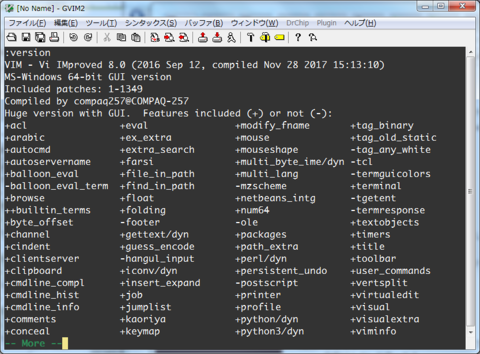 [No Name] - GVIM2
ファイル(F) 編集(E) ツール(T) シンタックス(S) バッファ(B) ウィンドウ(W) DrChip Plugin ヘルプ(H)
:version
VIM - Vi IMproved 8.0 (2016 Sep 12, compiled Nov 28 2017 15:13:10)
MS-Windows 64-bit GUI version
Included patches: 1-1349
Compiled by compaq257@COMPAQ-257
Huge version with GUI.  Features included (+) or not (-):
+acl +eval +modify_fname +tag_binary
+arabic +ex_extra +mouse +tag_old_static
+autocmd +extra_search +mouseshape -tag_any_white
+autoservername +farsi +multi_byte_ime/dyn -tcl
+balloon_eval +file_in_path +multi_lang -termguicolors
-balloon_eval_term +find_in_path -mzscheme +terminal
+browse +float +netbeans_intg -tgetent
++builtin_terms +folding +num64 -termresponse
+byte_offset -footer -ole +textobjects
+channel +gettext/dyn +packages +timers
+cindent +guess_encode +path_extra +title
+clientserver -hangul_input +perl/dyn +toolbar
+clipboard +iconv/dyn +persistent_undo +user_commands
+cmdline_compl +insert_expand -postscript +vertsplit
+cmdline_hist +job +printer +virtualedit
+cmdline_info +jumplist +profile +visual
+comments +kaoriya +python/dyn +visualextra
+conceal +keymap +python3/dyn +viminfo
-- More --